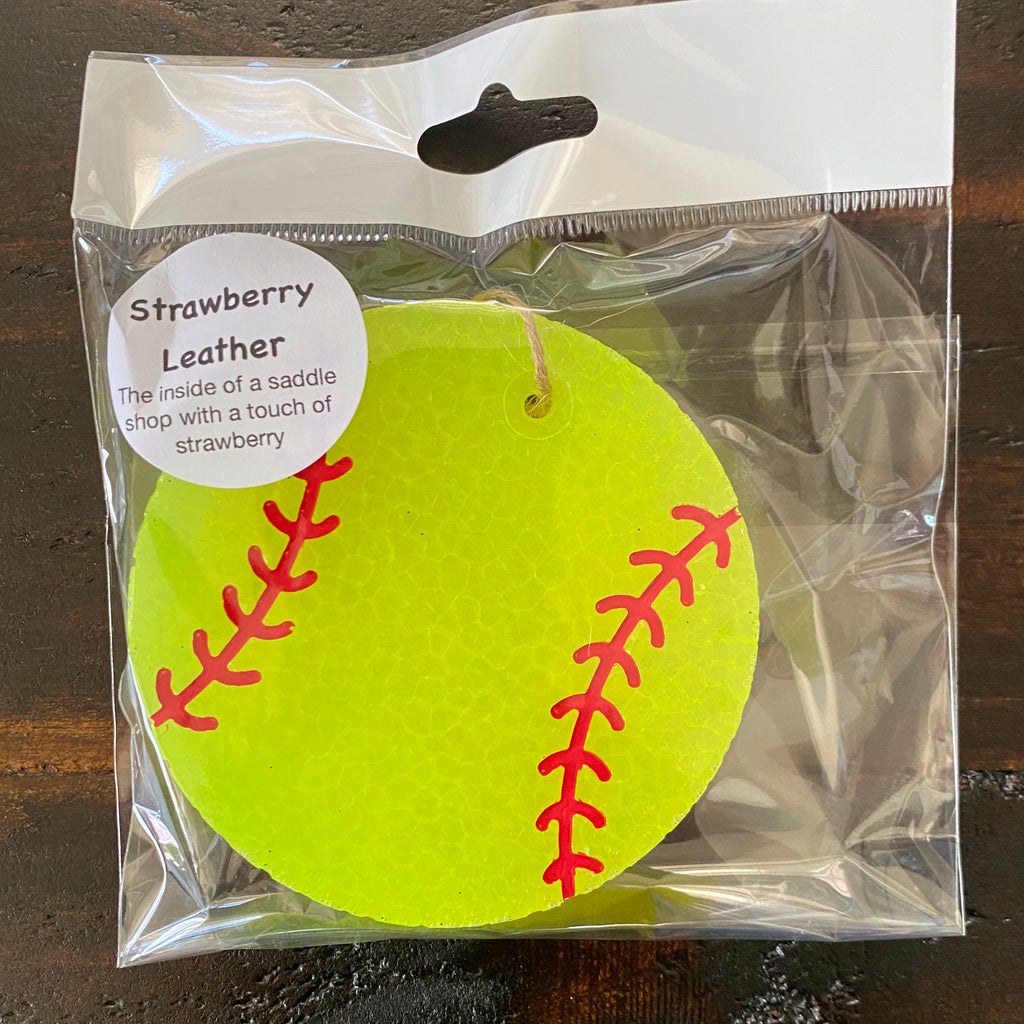 Strawberry
Leather
The inside of a saddle
shop with a touch of
strawberry